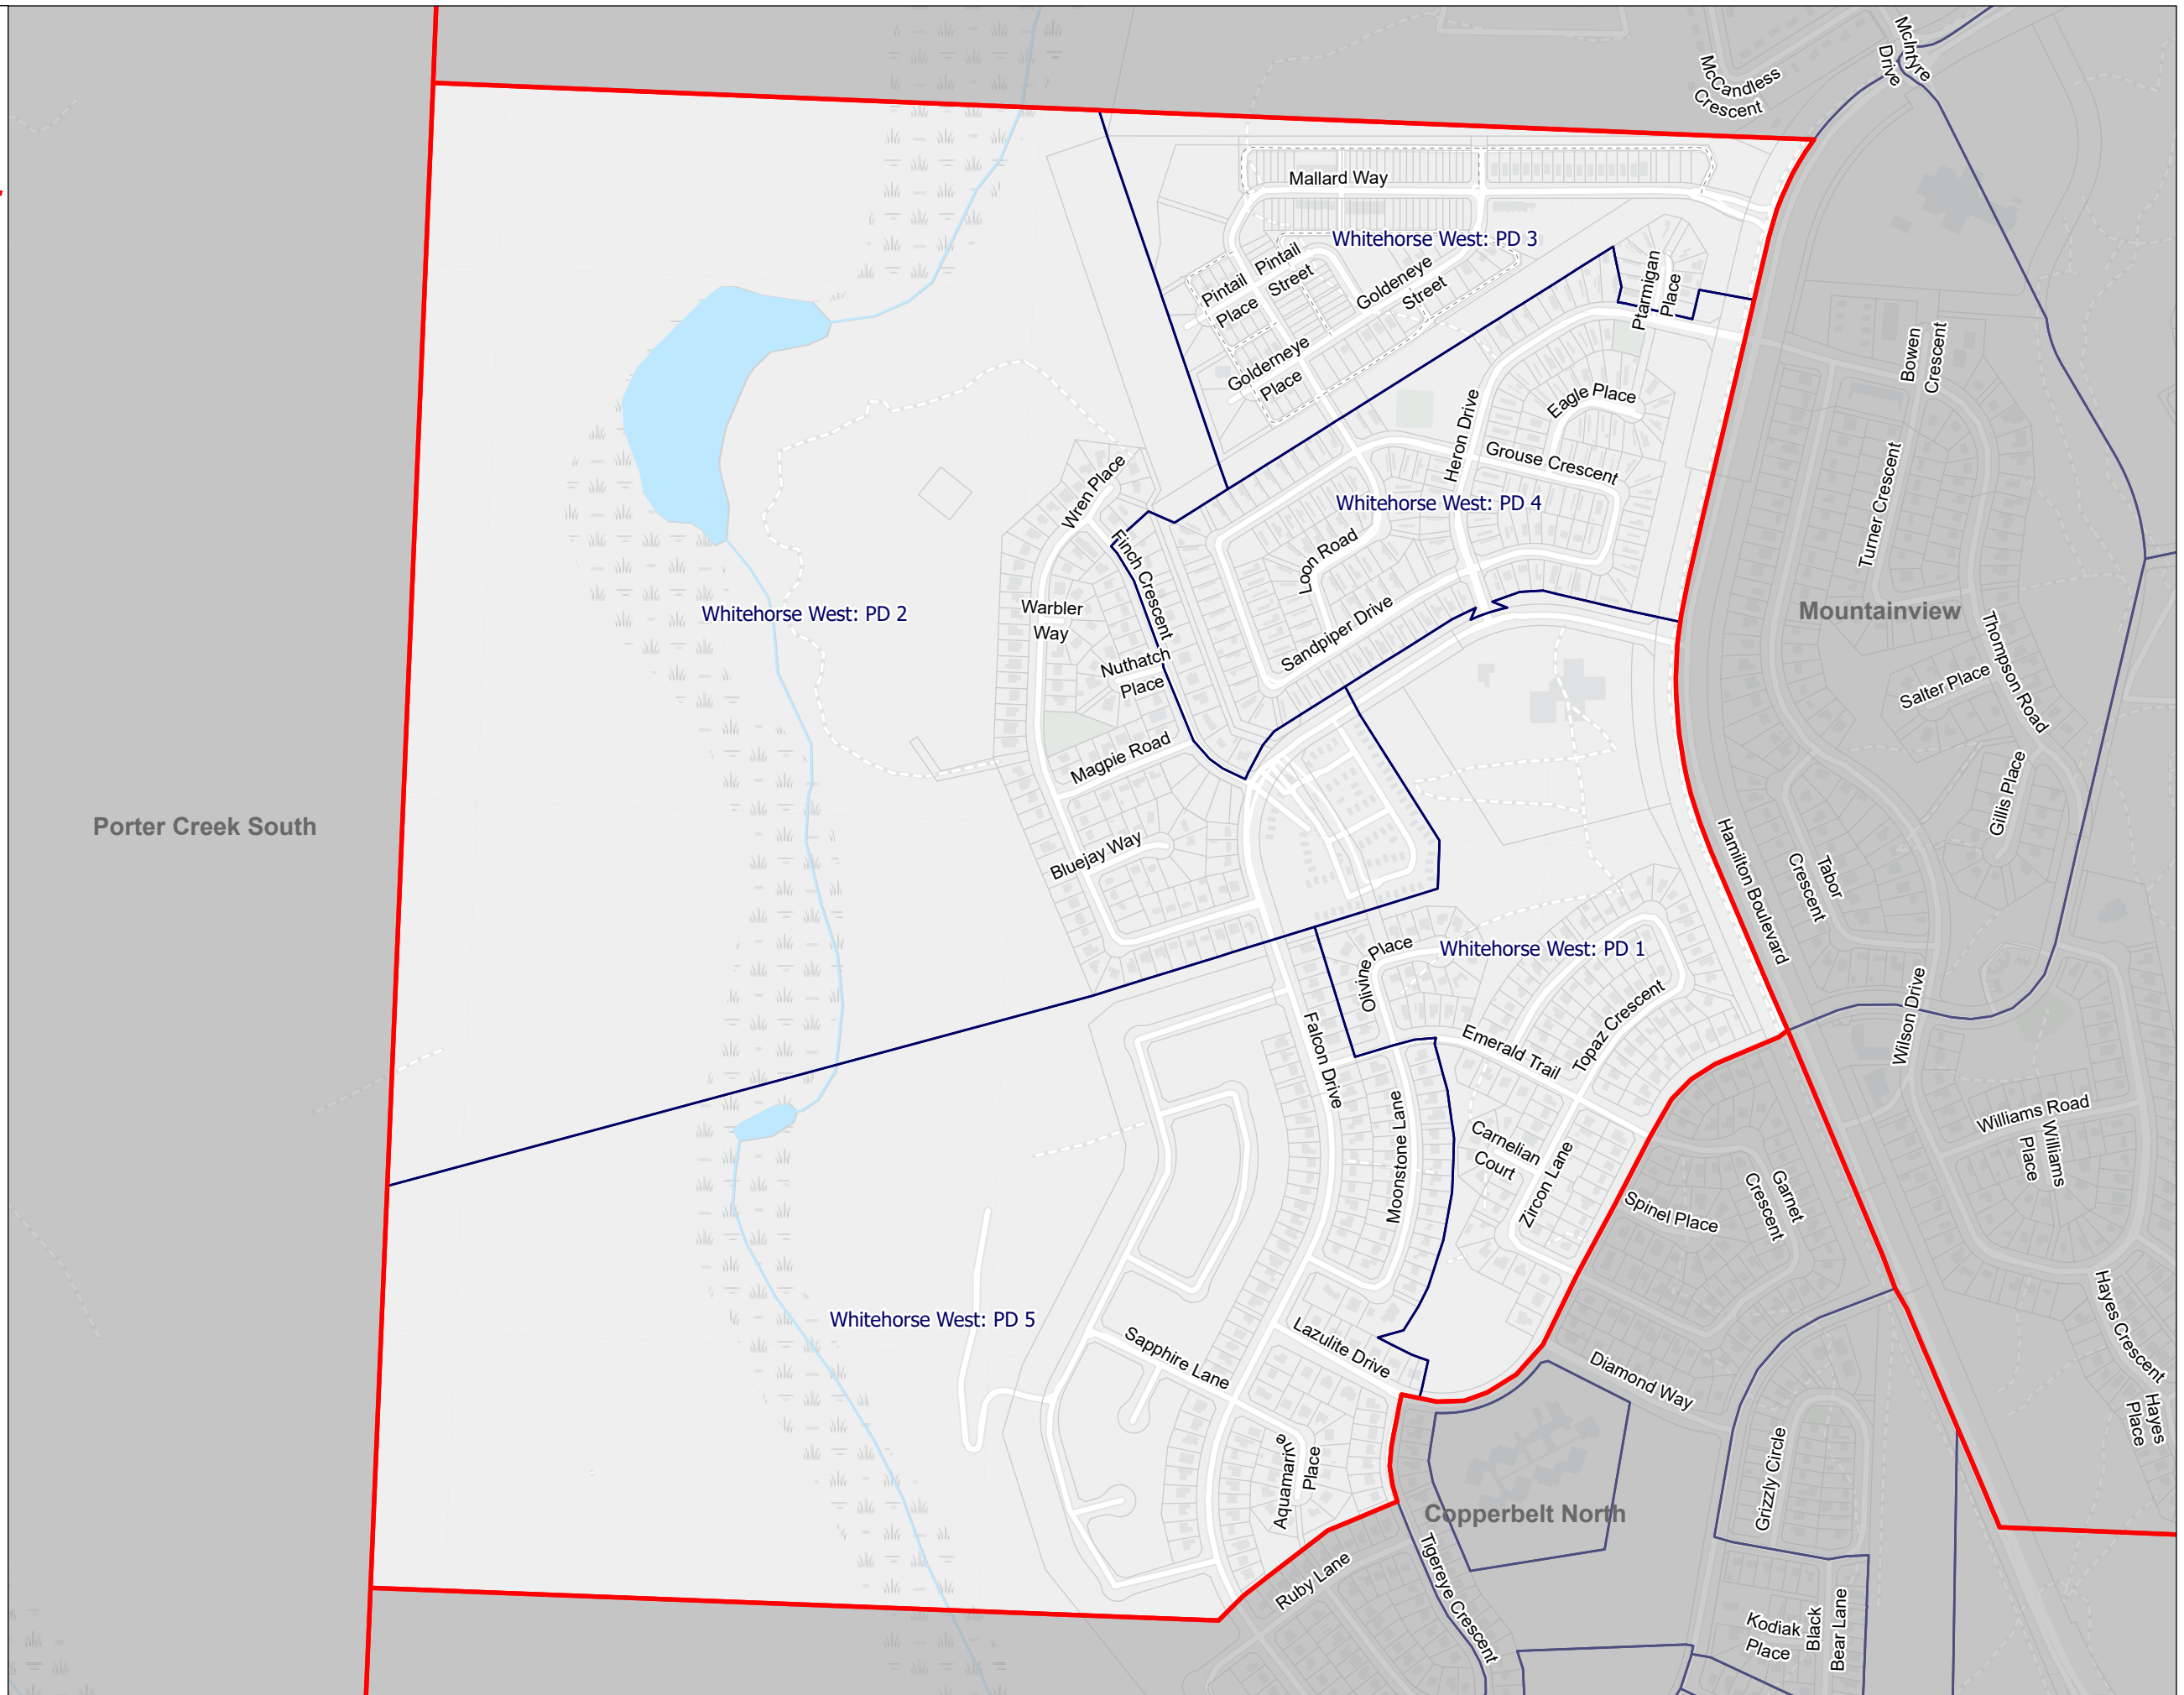 McIntyre
Drive
McCandless
Crescent
Mallard Way
Whitehorse West: PD 3
Pintail
Street
Pintail
Place
Goldeneye
Street
Golderneye
Place
Ptarmigan
Place
Bowen
Crescent
Eagle Place
Heron Drive
Grouse Crescent
Turner Crescent
Wren Place
Whitehorse West: PD 4
Finch Crescent
Loon Road
Whitehorse West: PD 2
Warbler
Way
Sandpiper Drive
Mountainview
Nuthatch
Place
Salter Place
Thompson Road
Magpie Road
Gillis Place
Porter Creek South
Bluejay Way
Hamilton Boulevard
Tabor
Crescent
Olivine
Place
Whitehorse West: PD 1
Topaz Crescent
Wilson Drive
Falcon Drive
Emerald Trail
Moonstone Lane
Carnelian
Court
Zircon Lane
Williams Road
Williams
Place
Spinel Place
Garnet
Crescent
Whitehorse West: PD 5
Sapphire Lane
Lazulite Drive
Diamond Way
Hayes Crescent
Hayes
Place
Aquamarine
Place
Grizzly Circle
Copperbelt North
Ruby Lane
Tigereye Crescent
Kodiak
Place
Black
Bear Lane